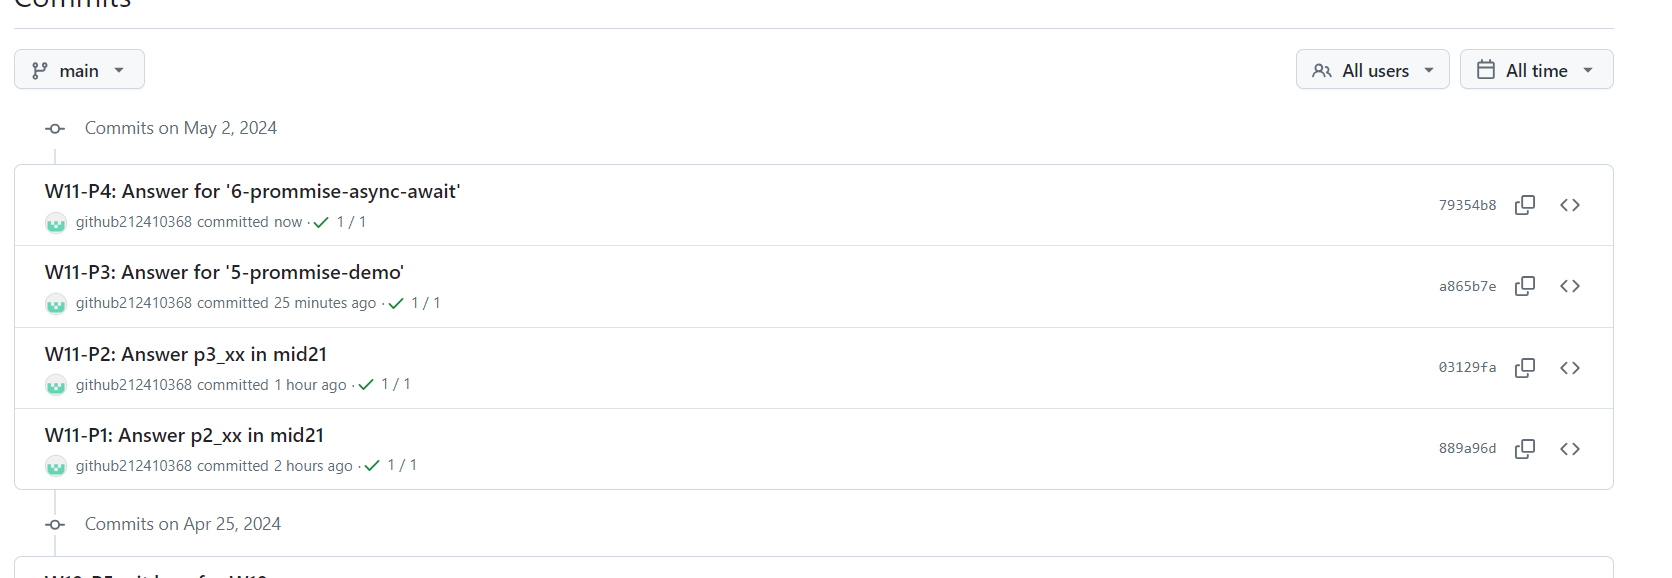 Commits
main
All users
All time
Commits on May 2, 2024
W11-P4: Answer for '6-prommise-async-await'
github212410368 committed now · 1 / 1
79354b8
W11-P3: Answer for '5-prommise-demo'
github212410368 committed 25 minutes ago · 1 / 1
a865b7e
W11-P2: Answer p3_xx in mid21
github212410368 committed 1 hour ago · 1 / 1
03129fa
W11-P1: Answer p2_xx in mid21
github212410368 committed 2 hours ago · 1 / 1
889a96d
Commits on Apr 25, 2024